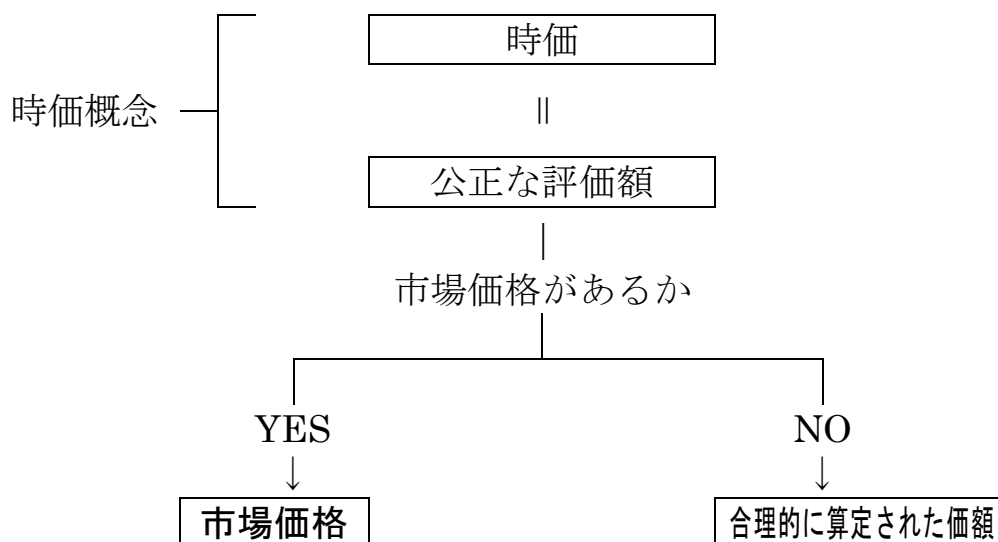 時価
時価概念
॥
公正な評価額
市場価格があるか
YES
NO
↓
↓
市場価格
合理的に算定された価額